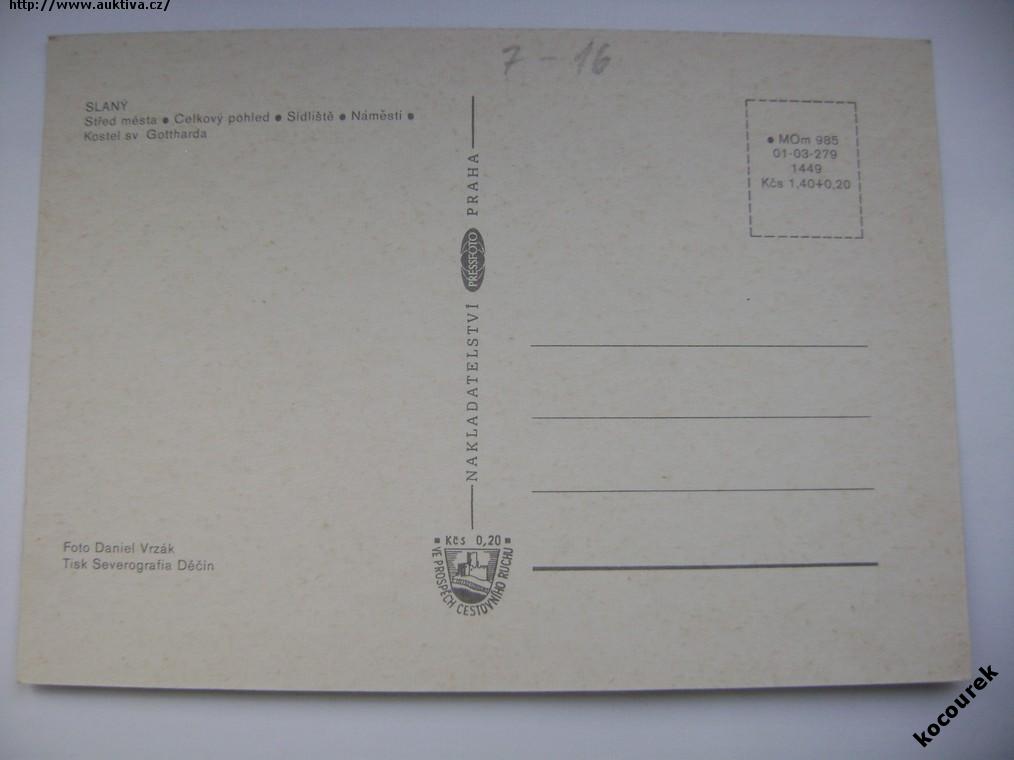 http://www.auktiva.cz/
7 - 16
SLANÝ
Střed města ● Celkový pohled ● Sídliště ● Náměstí ●
Kostel sv Gottharda
● MOm 985
01-03-279
1449
Kčs 1,40+0,20
NAKLADATELSTVÍ PRESSFOTO PRAHA
Foto Daniel Vrzák
Tisk Severografia Děčín
Kčs 0,20
VE PROSPĚCH CESTOVNÍHO RUCHU
kocourek